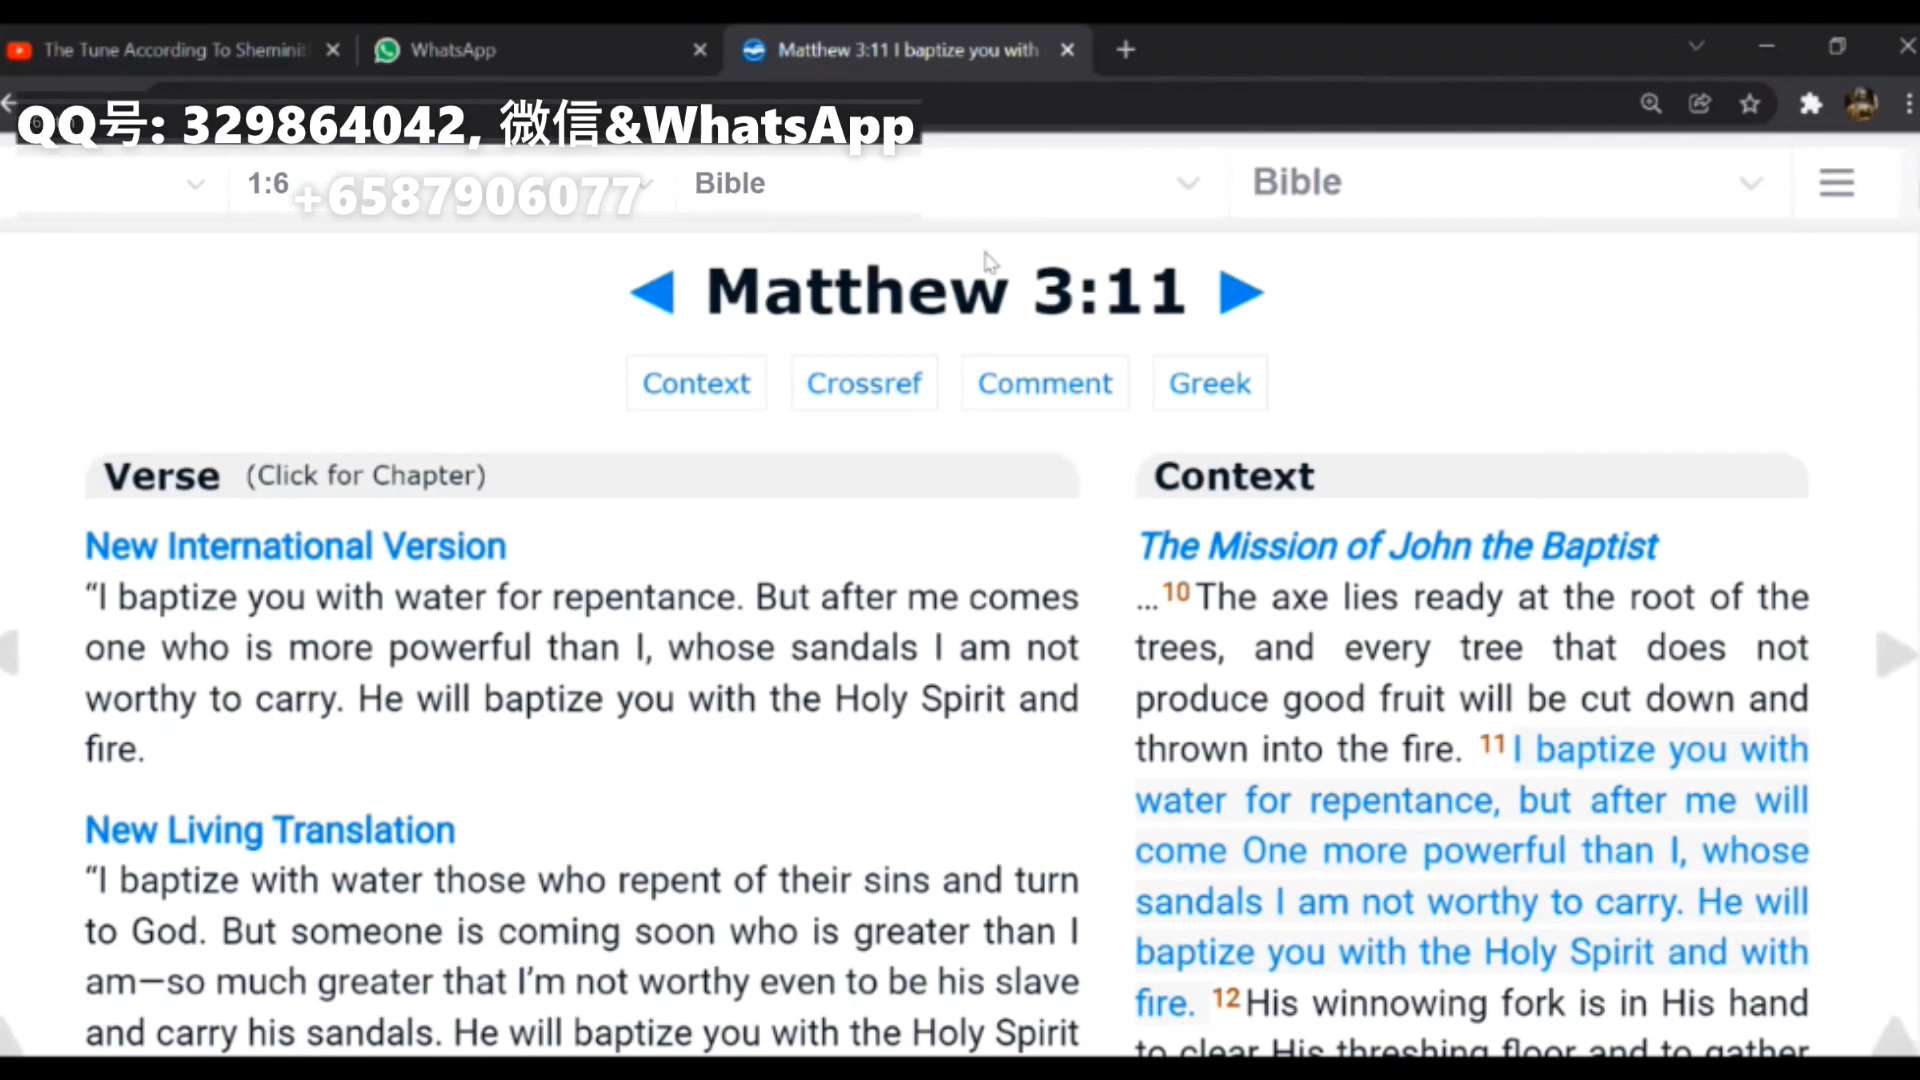 The Tune According To Sheminit
WhatsApp
Matthew 3:11 I baptize you with
QQ号: 329864042, 微信&WhatsApp
+6587906077
1:6
Bible
Bible
Matthew 3:11
Context
Crossref
Comment
Greek
Verse (Click for Chapter)
New International Version
“I baptize you with water for repentance. But after me comes
one who is more powerful than I, whose sandals I am not
worthy to carry. He will baptize you with the Holy Spirit and
fire.
New Living Translation
“I baptize with water those who repent of their sins and turn
to God. But someone is coming soon who is greater than I
am—so much greater that I’m not worthy even to be his slave
and carry his sandals. He will baptize you with the Holy Spirit
Context
The Mission of John the Baptist
…10 The axe lies ready at the root of the
trees, and every tree that does not
produce good fruit will be cut down and
thrown into the fire. 11 I baptize you with
water for repentance, but after me will
come One more powerful than I, whose
sandals I am not worthy to carry. He will
baptize you with the Holy Spirit and with
fire. 12 His winnowing fork is in His hand
to clear His threshing floor and to gather